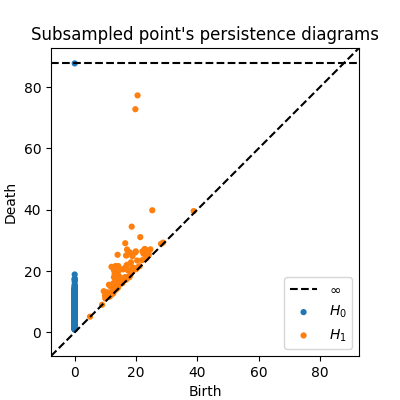 Subsampled point's persistence diagrams
Death
80
60
40
20
0
0 20 40 60 80
Birth
∞
H₀
H₁